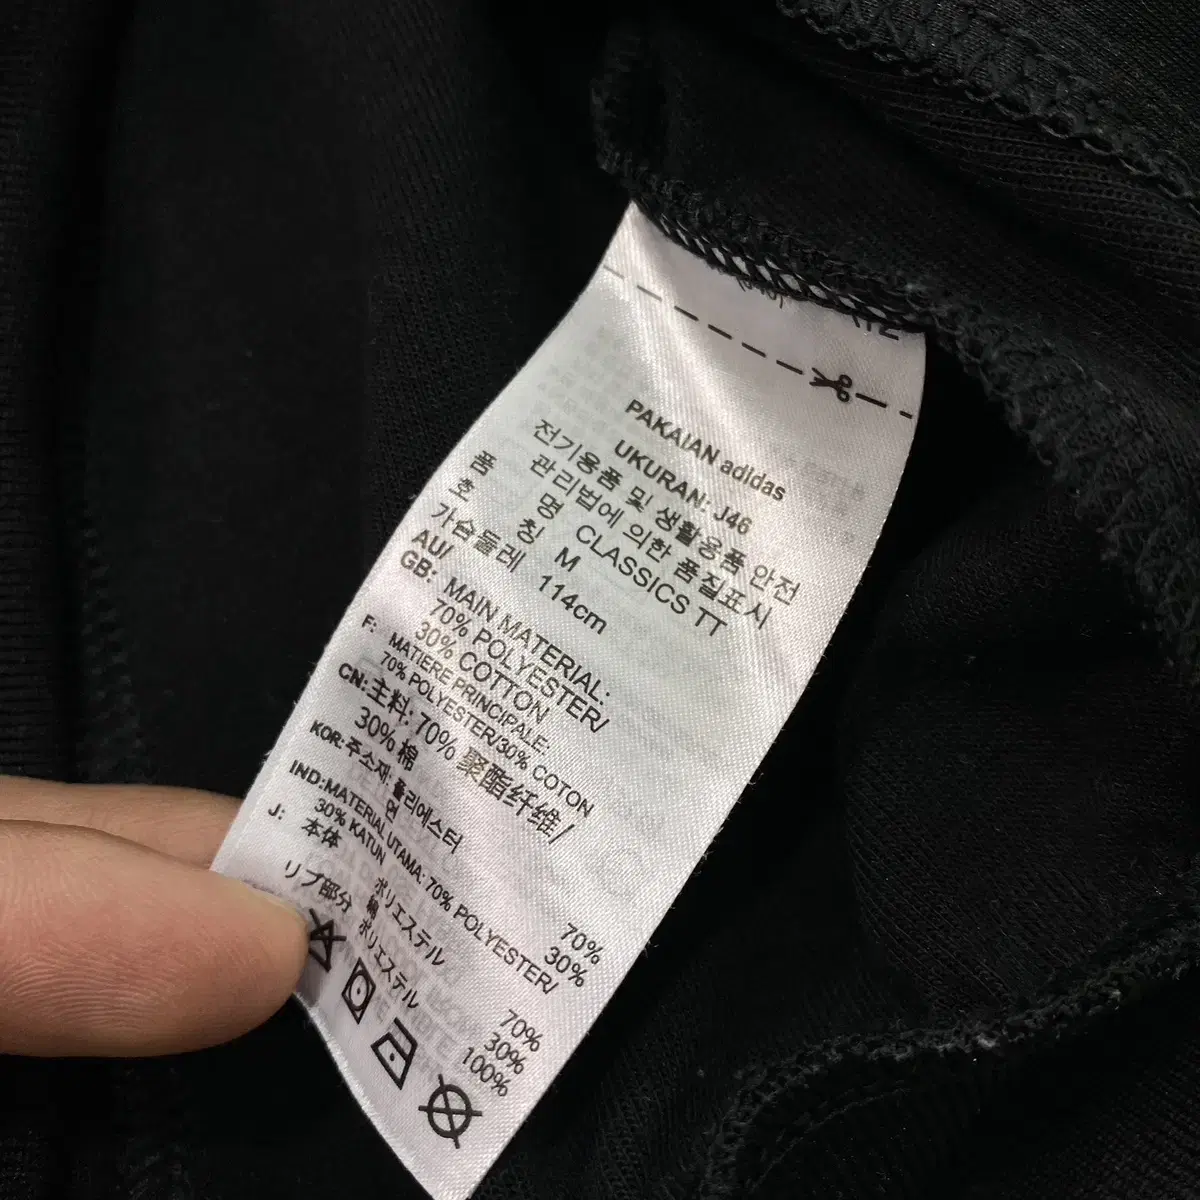 PAKAIAN adidas
UKURAN: J46
전기용품 및 생활용품 안전
관리법에 의한 품질표시
품 명 CLASSICS TT
호 칭 M
가슴둘레 114cm
AU/
GB: MAIN MATERIAL:
70% POLYESTER/
30% COTTON
F: MATIERE PRINCIPALE:
70% POLYESTER/30% COTON
CN:主料: 70% 聚酯纤维/
30% 棉
KOR:주소재:폴리에스터 70%
면 30%
IND:MATERIAL UTAMA: 70% POLYESTER/
30% KATUN
J: 本体 ポリエステル 70%
綿 30%
リブ部分 ポリエステル 100%